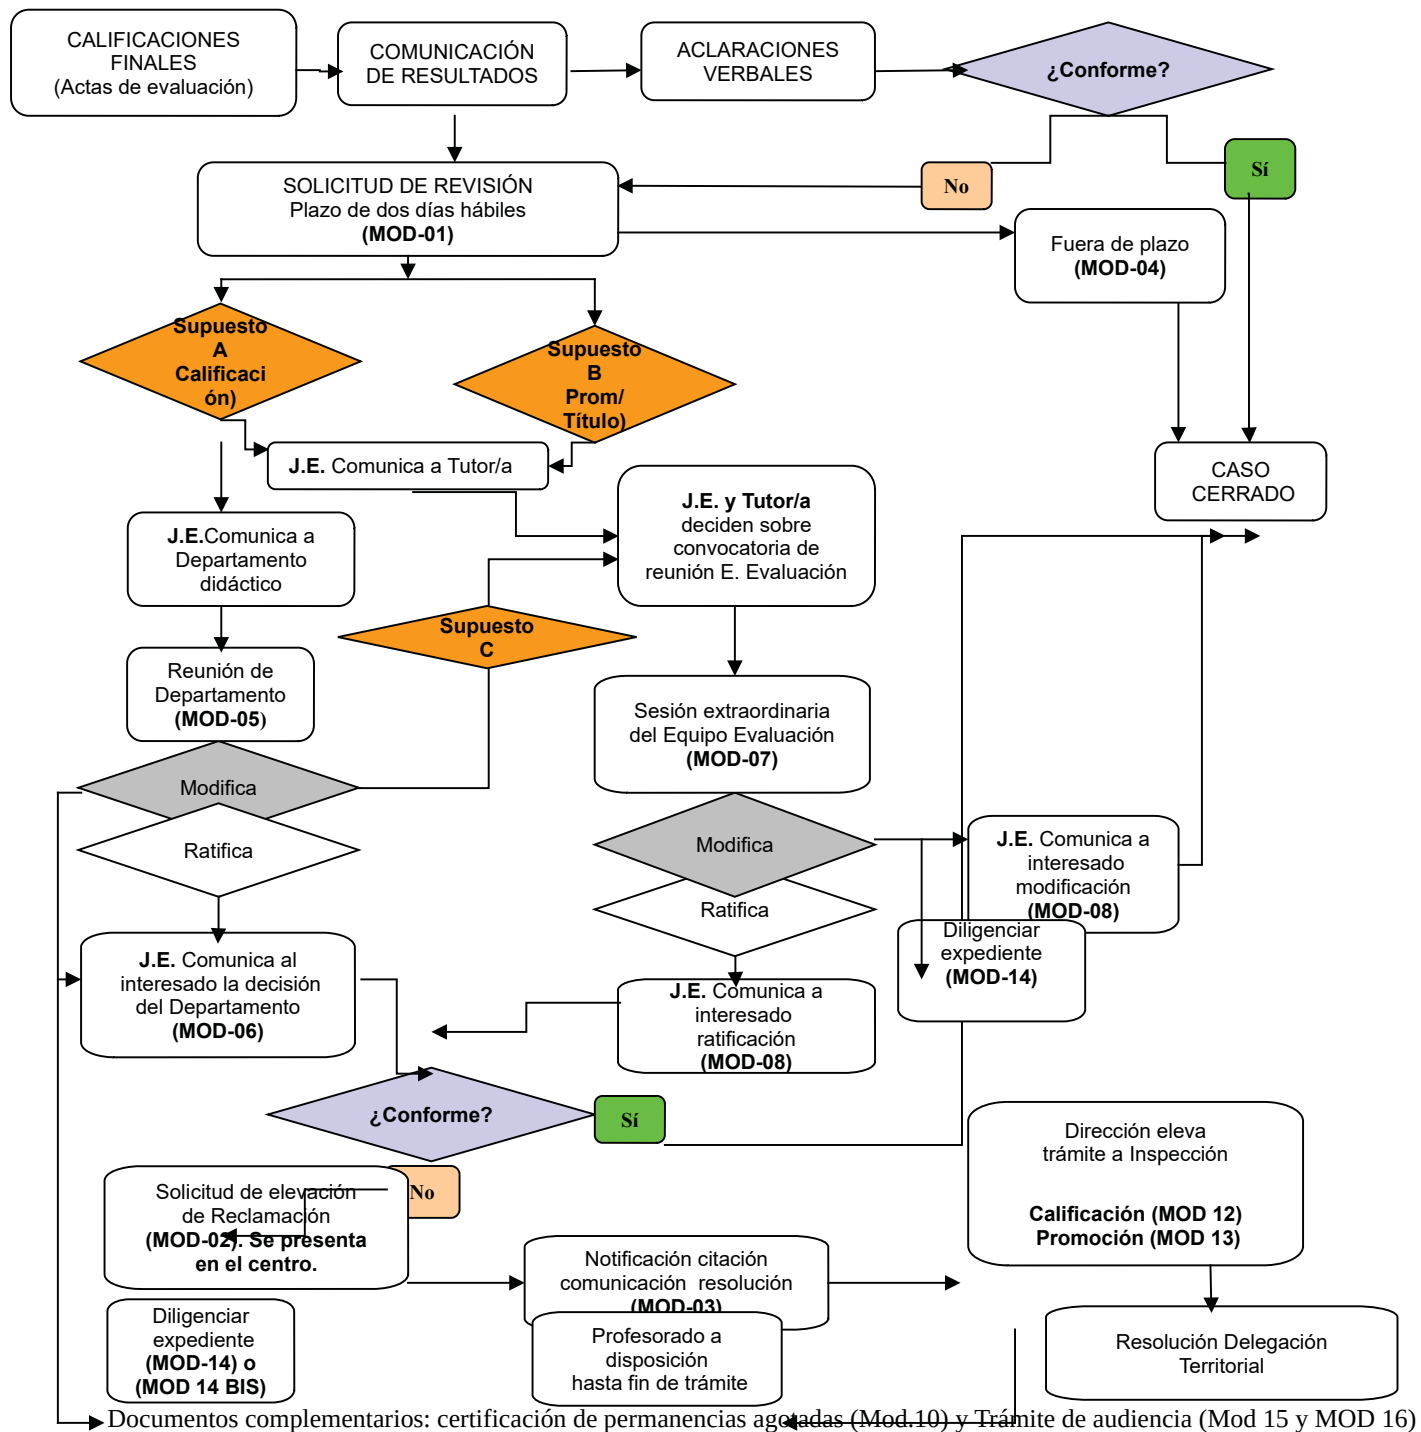 CALIFICACIONES
FINALES
(Actas de evaluación)
COMUNICACIÓN
DE RESULTADOS
ACLARACIONES
VERBALES
¿Conforme?
Sí
No
SOLICITUD DE REVISIÓN
Plazo de dos días hábiles
(MOD-01)
Fuera de plazo
(MOD-04)
Supuesto
A
Calificaci
ón)
Supuesto
B
Prom/
Título)
J.E. Comunica a Tutor/a
CASO
CERRADO
J.E. y Tutor/a
deciden sobre
convocatoria de
reunión E. Evaluación
J.E.Comunica a
Departamento
didáctico
Supuesto
C
Reunión de
Departamento
(MOD-05)
Sesión extraordinaria
del Equipo Evaluación
(MOD-07)
Modifica
Ratifica
Modifica
Ratifica
J.E. Comunica a
interesado
modificación
(MOD-08)
Diligenciar
expediente
(MOD-14)
J.E. Comunica al
interesado la decisión
del Departamento
(MOD-06)
J.E. Comunica a
interesado
ratificación
(MOD-08)
¿Conforme?
Sí
No
Dirección eleva
trámite a Inspección
Calificación (MOD 12)
Promoción (MOD 13)
Solicitud de elevación
de Reclamación
(MOD-02). Se presenta
en el centro.
Notificación citación
comunicación resolución
(MOD-03)
Profesorado a
disposición
hasta fin de trámite
Resolución Delegación
Territorial
Diligenciar
expediente
(MOD-14) o
(MOD 14 BIS)
Documentos complementarios: certificación de permanencias agotadas (Mod.10) y Trámite de audiencia (Mod 15 y MOD 16)